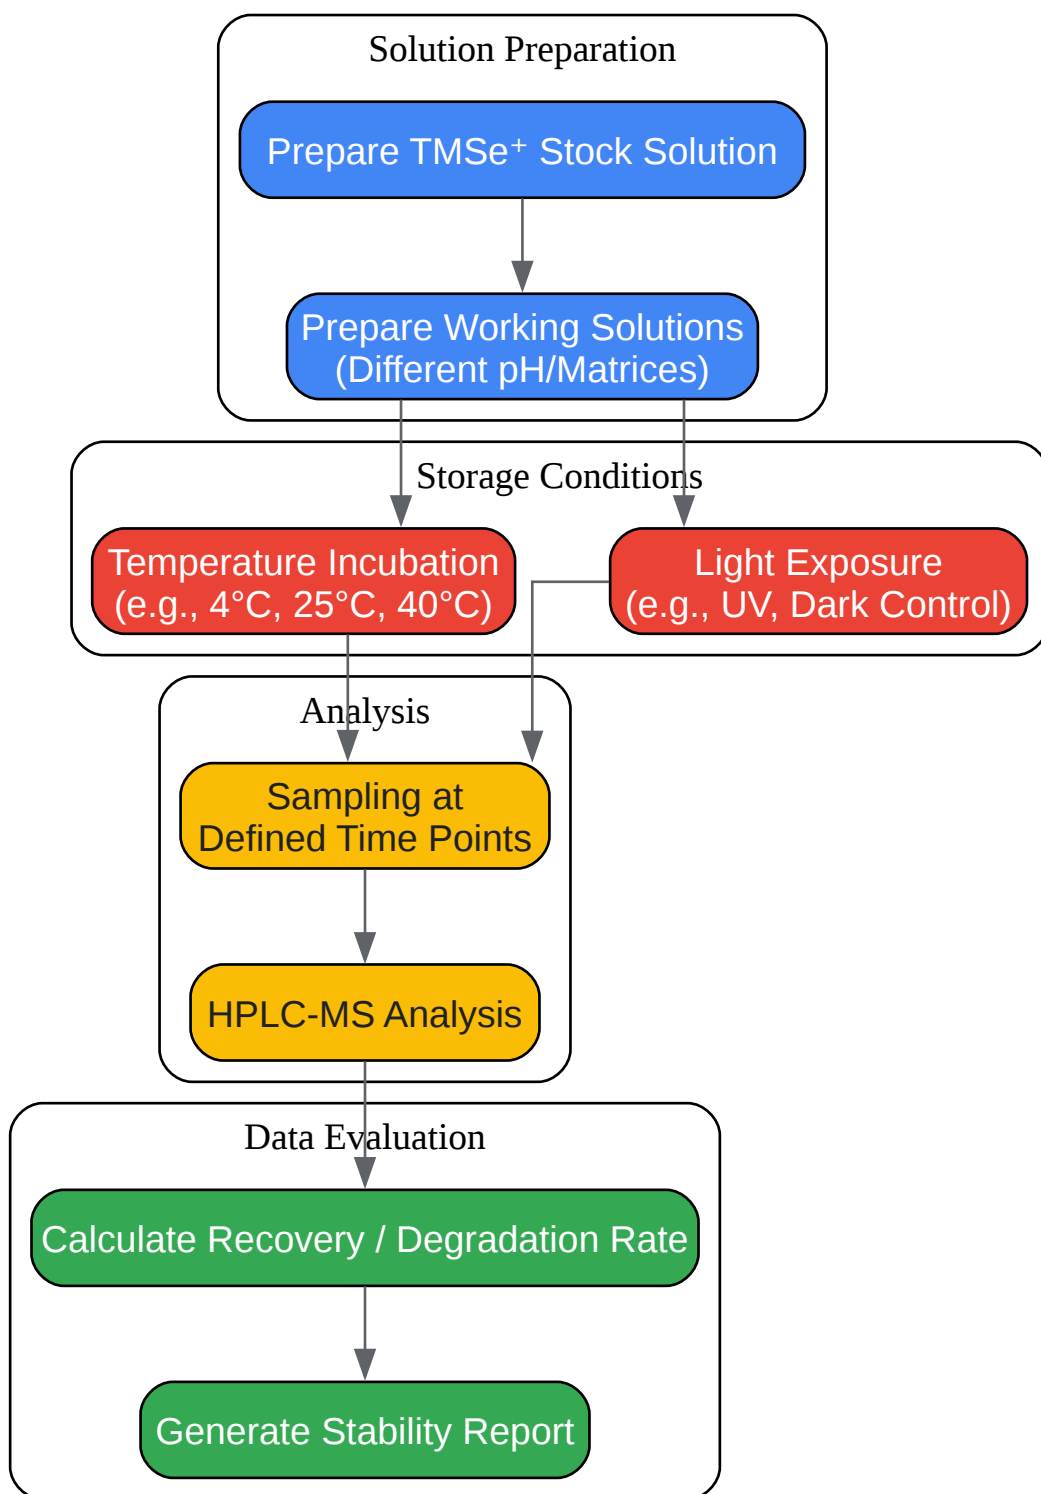 Solution Preparation
Prepare TMSe⁺ Stock Solution
Prepare Working Solutions
(Different pH/Matrices)
Storage Conditions
Temperature Incubation
(e.g., 4°C, 25°C, 40°C)
Light Exposure
(e.g., UV, Dark Control)
Analysis
Sampling at
Defined Time Points
HPLC-MS Analysis
Data Evaluation
Calculate Recovery / Degradation Rate
Generate Stability Report